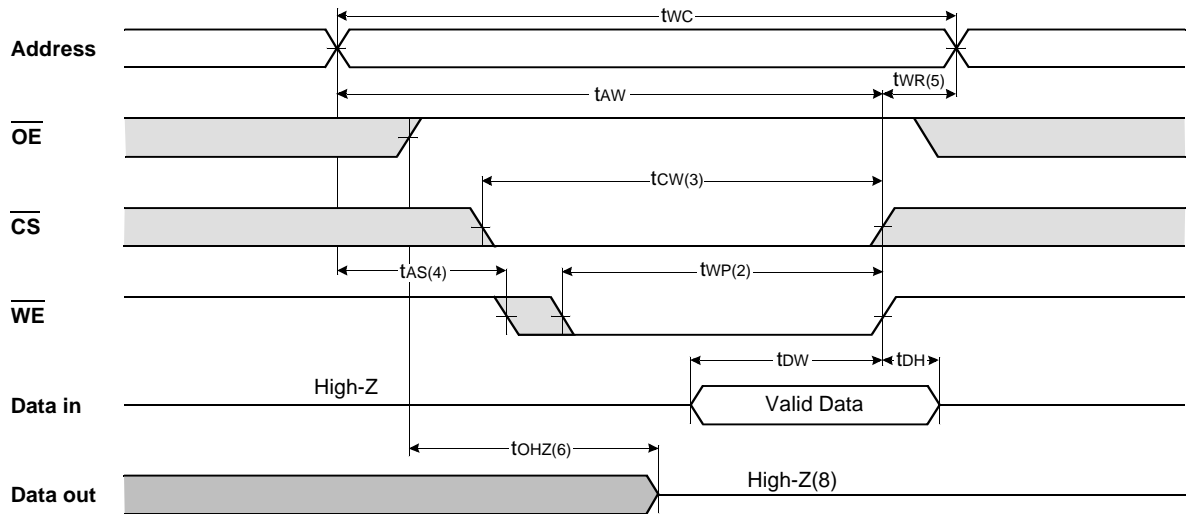 tWC
Address
tWR(5)
tAW
OE
tCW(3)
CS
tAS(4)
tWP(2)
WE
tDW
tDH
High-Z
Data in
Valid Data
tOHZ(6)
High-Z(8)
Data out